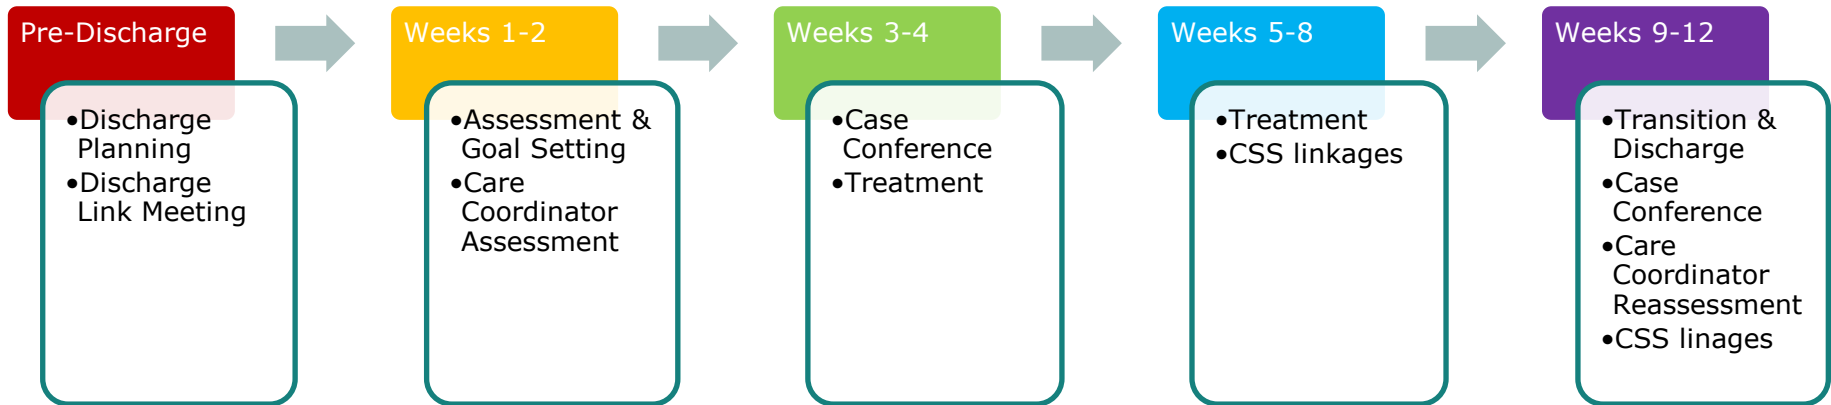 Pre-Discharge
•Discharge
Planning
•Discharge
Link Meeting
Weeks 1-2
•Assessment &
Goal Setting
•Care
Coordinator
Assessment
Weeks 3-4
•Case
Conference
•Treatment
Weeks 5-8
•Treatment
•CSS linkages
Weeks 9-12
•Transition &
Discharge
•Case
Conference
•Care
Coordinator
Reassessment
•CSS linages